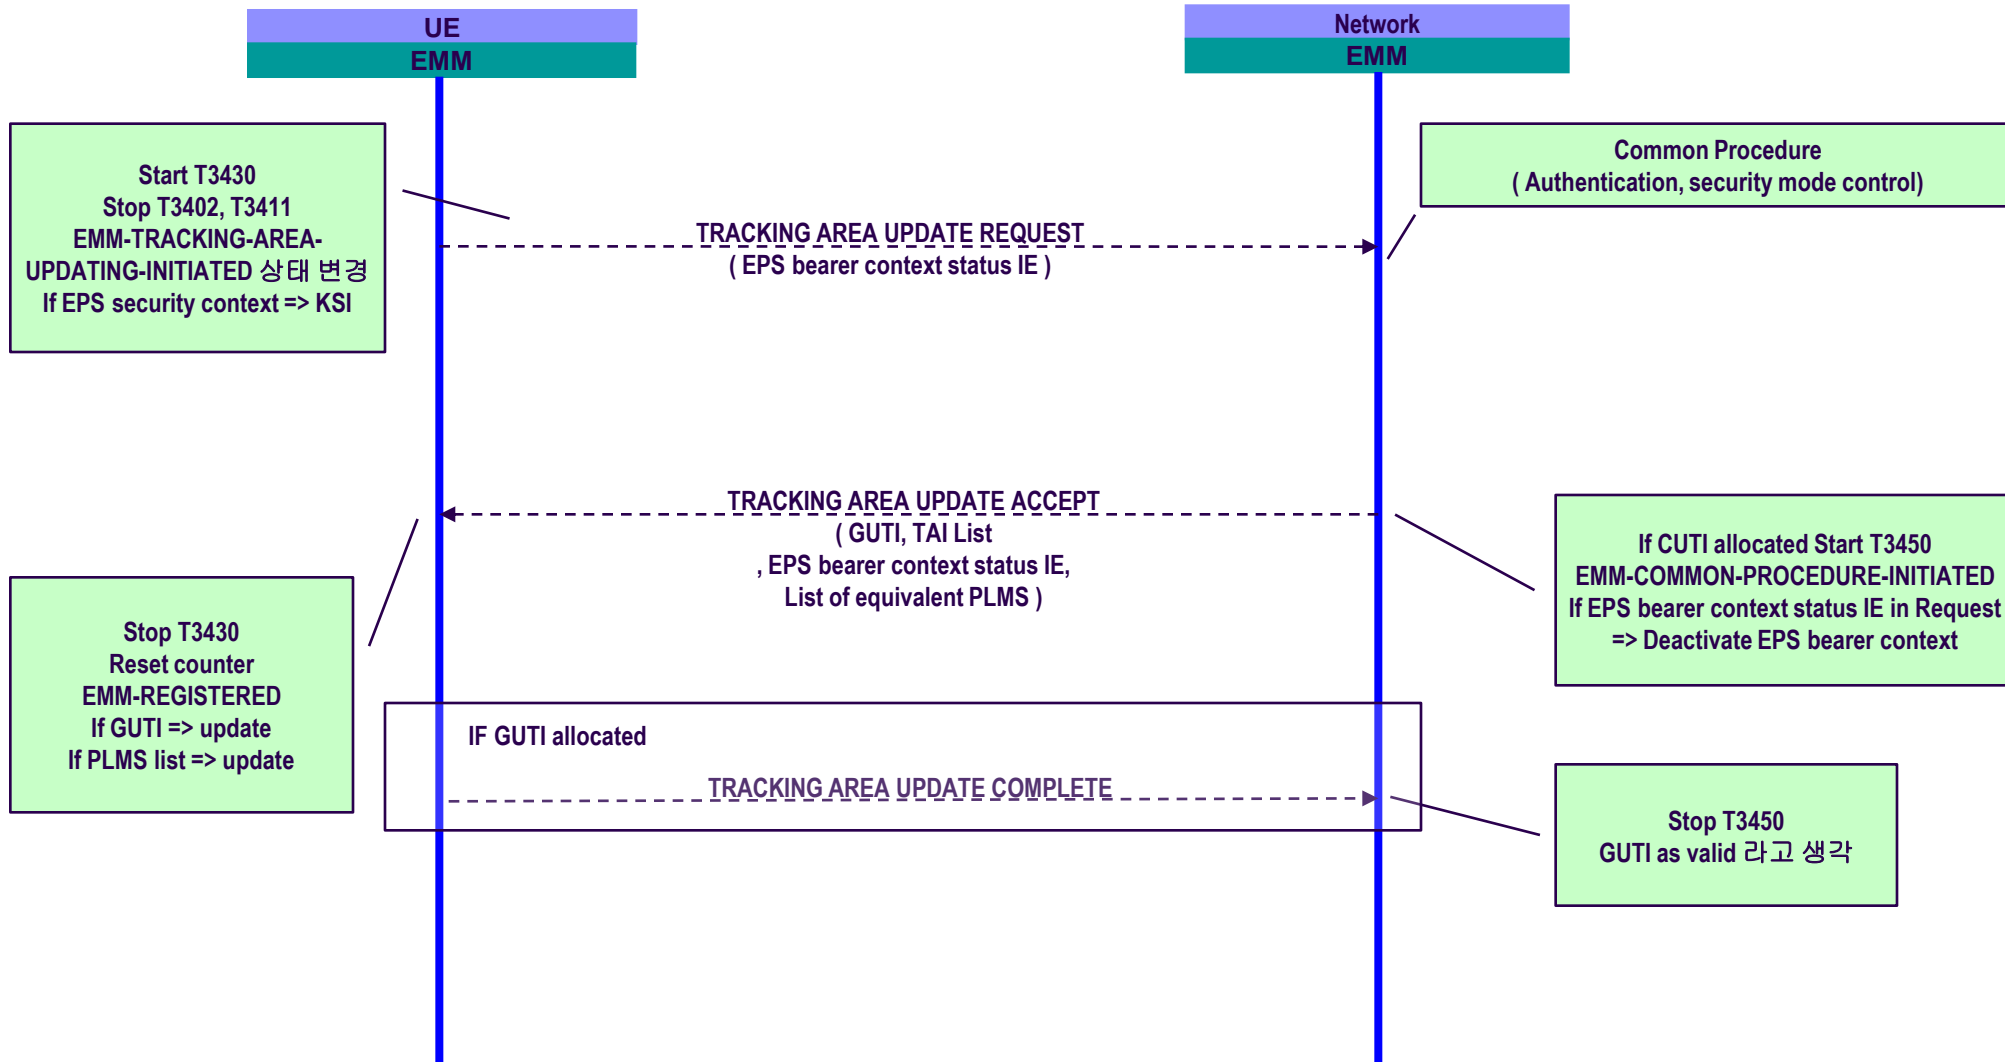 UE
EMM
Network
EMM
Start T3430
Stop T3402, T3411
EMM-TRACKING-AREA-
UPDATING-INITIATED 상태 변경
If EPS security context => KSI
Common Procedure
( Authentication, security mode control)
TRACKING AREA UPDATE REQUEST
( EPS bearer context status IE )
TRACKING AREA UPDATE ACCEPT
( GUTI, TAI List
, EPS bearer context status IE,
List of equivalent PLMS )
If CUTI allocated Start T3450
EMM-COMMON-PROCEDURE-INITIATED
If EPS bearer context status IE in Request
=> Deactivate EPS bearer context
Stop T3430
Reset counter
EMM-REGISTERED
If GUTI => update
If PLMS list => update
IF GUTI allocated
TRACKING AREA UPDATE COMPLETE
Stop T3450
GUTI as valid 라고 생각